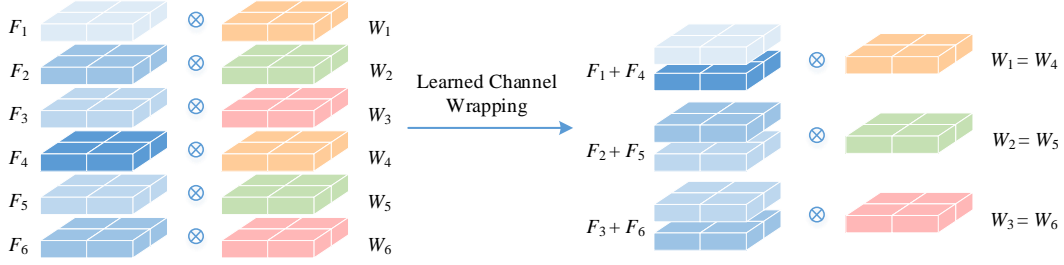 F1 ⊗ W1
F2 ⊗ W2
F3 ⊗ W3
F4 ⊗ W4
F5 ⊗ W5
F6 ⊗ W6
Learned Channel
Wrapping
F1 + F4 ⊗ W1 = W4
F2 + F5 ⊗ W2 = W5
F3 + F6 ⊗ W3 = W6